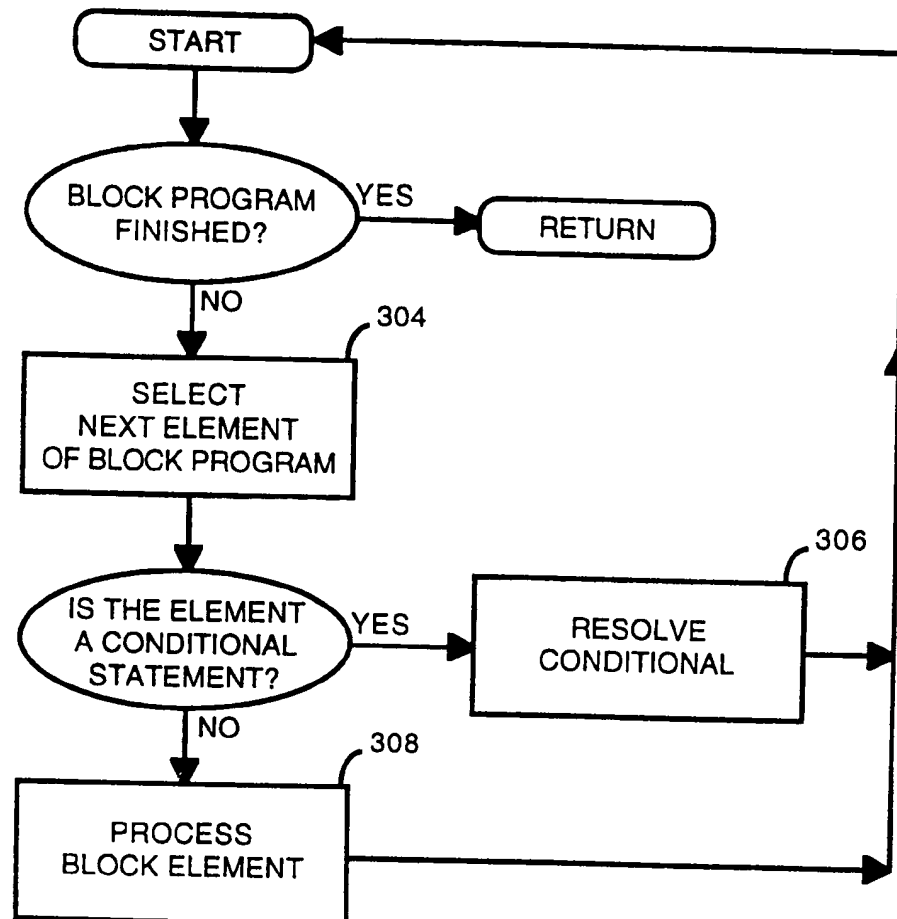 START
BLOCK PROGRAM
FINISHED?
YES
RETURN
NO
304
SELECT
NEXT ELEMENT
OF BLOCK PROGRAM
306
IS THE ELEMENT
A CONDITIONAL
STATEMENT?
YES
RESOLVE
CONDITIONAL
NO
308
PROCESS
BLOCK ELEMENT